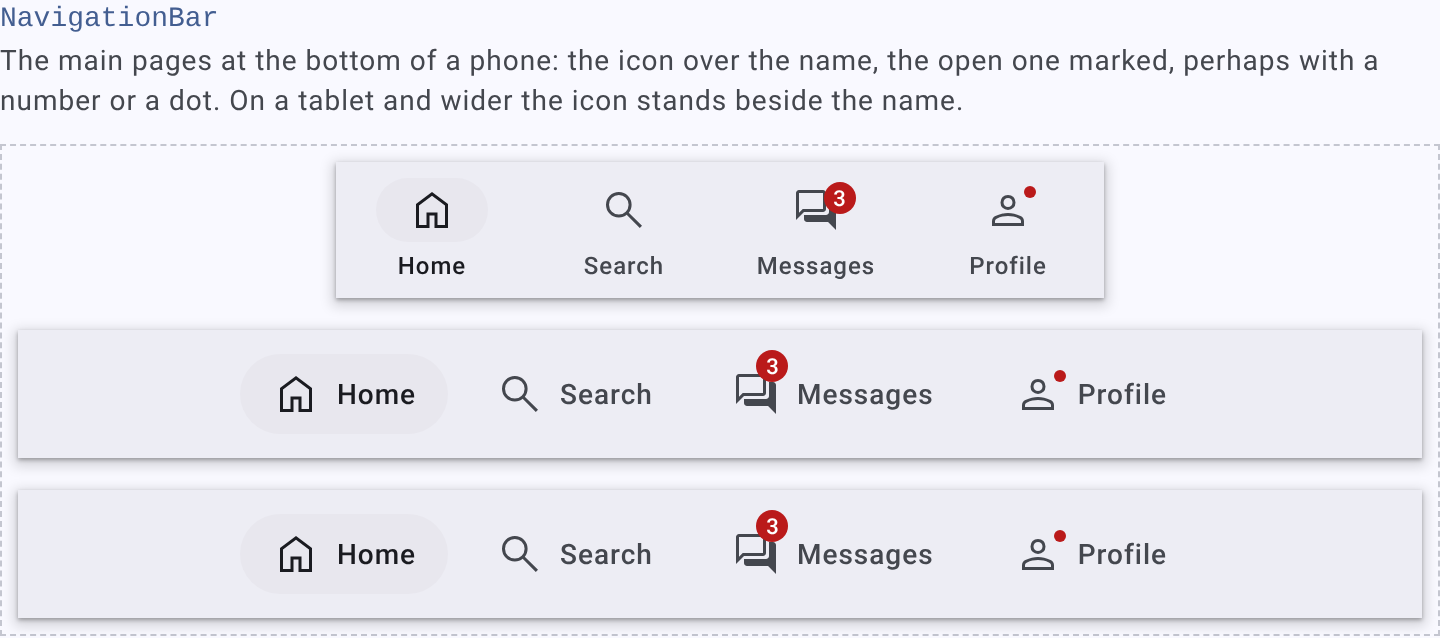 NavigationBar
The main pages at the bottom of a phone: the icon over the name, the open one marked, perhaps with a
number or a dot. On a tablet and wider the icon stands beside the name.
3
Home Search Messages Profile
3
Home Search Messages Profile
3
Home Search Messages Profile